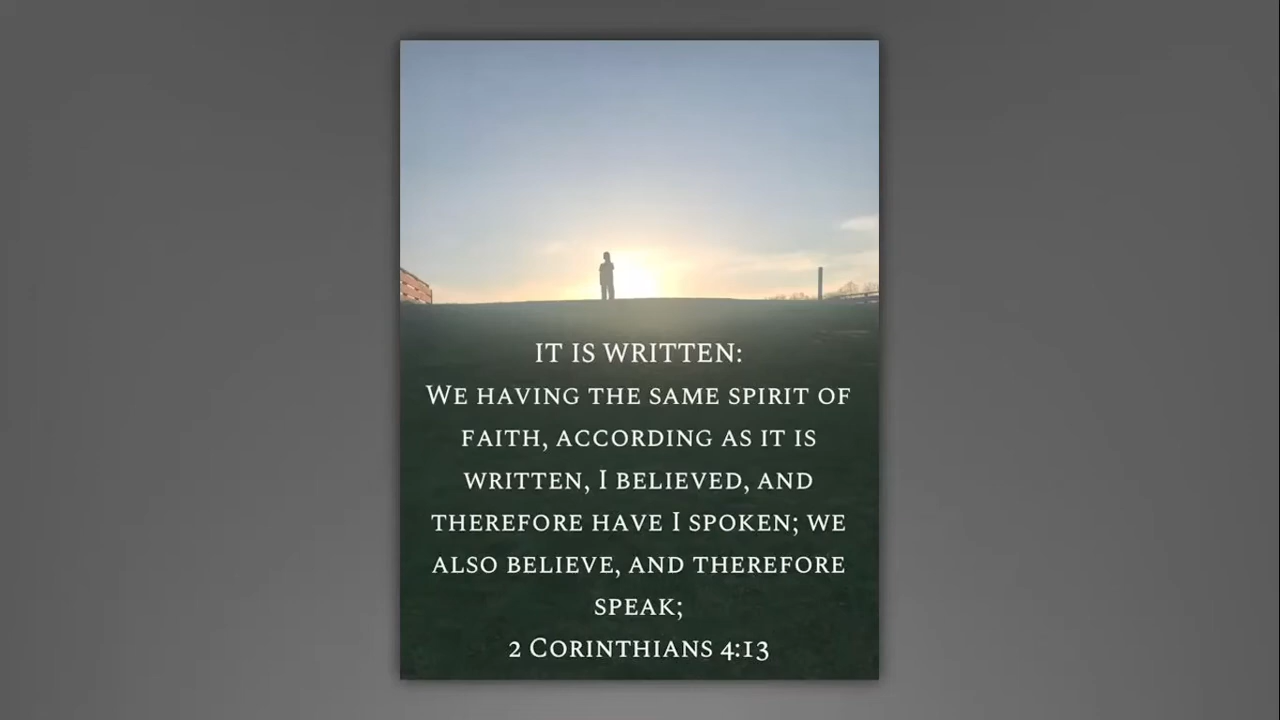 IT IS WRITTEN:
WE HAVING THE SAME SPIRIT OF
FAITH, ACCORDING AS IT IS
WRITTEN, I BELIEVED, AND
THEREFORE HAVE I SPOKEN; WE
ALSO BELIEVE, AND THEREFORE
SPEAK;
2 CORINTHIANS 4:13